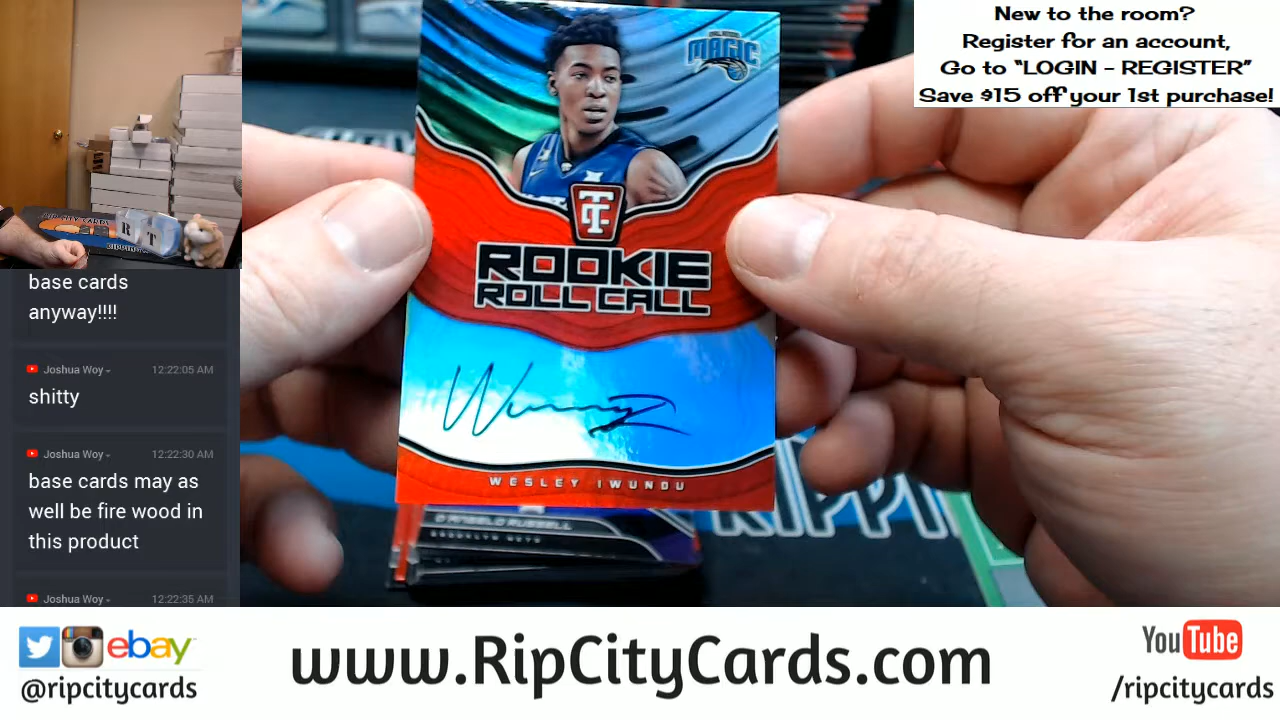 New to the room?
Register for an account,
Go to “LOGIN - REGISTER”
Save $15 off your 1st purchase!
MAGIC
ROOKIE
ROLL CALL
WESLEY IWUNDU
D'ANGELO RUSSELL
BROOKLYN NETS
RIPPI
R
T
base cards
anyway!!!!
Joshua Woy
12:22:05 AM
shitty
Joshua Woy
12:22:30 AM
base cards may as
well be fire wood in
this product
Joshua Woy
12:22:35 AM
ebay
@ripcitycards
www.RipCityCards.com
YouTube
/ripcitycards